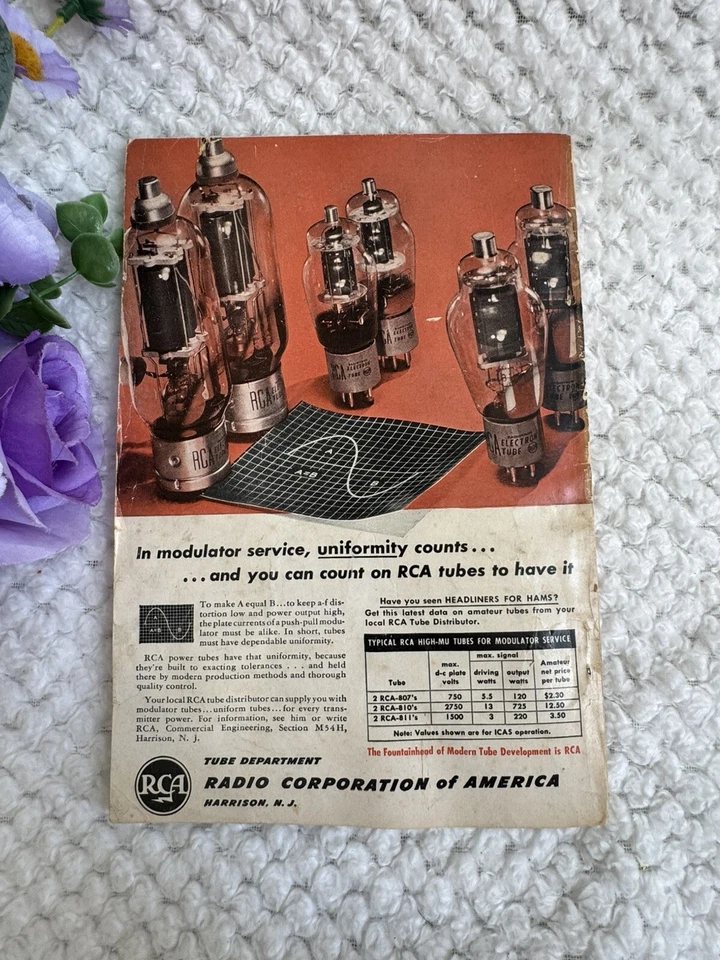 RCA
RCA ELECTRON TUBE
RCA ELECTRON TUBE
ELECTRON TUBE
RCA ELECTRON TUBE
ELECTRON
A
A=B
B
In modulator service, uniformity counts...
...and you can count on RCA tubes to have it
To make A equal B...to keep a-f dis-
tortion low and power output high,
the plate currents of a push-pull modu-
lator must be alike. In short, tubes
must have dependable uniformity.
RCA power tubes have that uniformity, because
they're built to exacting tolerances . . . and held
there by modern production methods and thorough
quality control.
Your local RCA tube distributor can supply you with
modulator tubes...uniform tubes...for every trans-
mitter power. For information, see him or write
RCA, Commercial Engineering, Section M54H,
Harrison, N. J.
Have you seen HEADLINERS FOR HAMS?
Get this latest data on amateur tubes from your
local RCA Tube Distributor.
TYPICAL RCA HIGH-MU TUBES FOR MODULATOR SERVICE
Tube max. d-c plate volts max. signal driving watts output watts Amateur net price per tube
2 RCA-807's 750 5.5 120 $2.30
2 RCA-810's 2750 13 725 12.50
2 RCA-811's 1500 3 220 3.50
Note: Values shown are for ICAS operation.
The Fountainhead of Modern Tube Development is RCA
RCA
TUBE DEPARTMENT
RADIO CORPORATION of AMERICA
HARRISON, N. J.